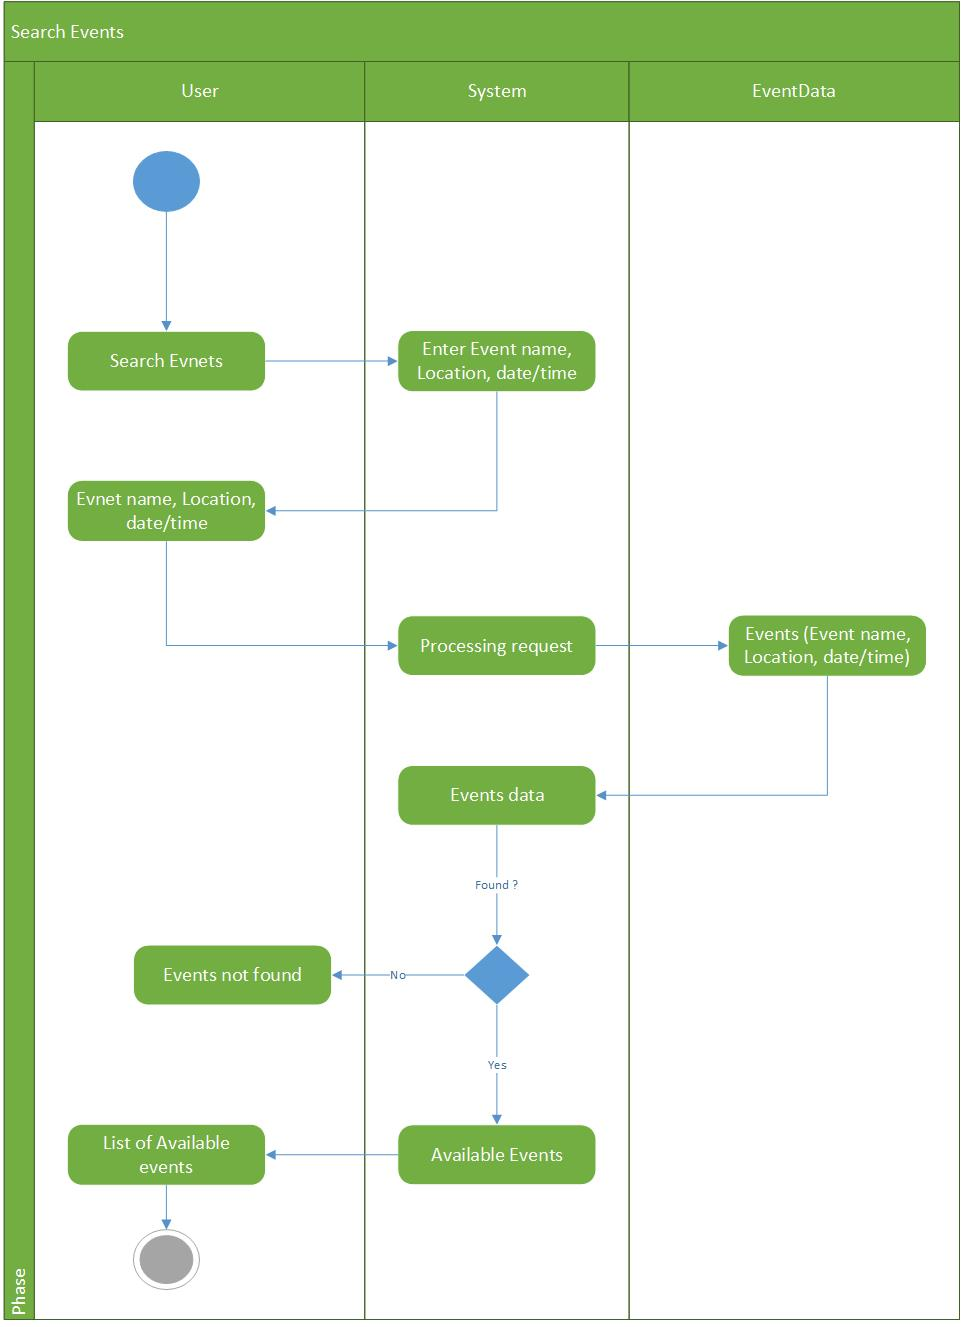 Search Events
User
System
EventData
Search Evnets
Enter Event name,
Location, date/time
Evnet name, Location,
date/time
Processing request
Events (Event name,
Location, date/time)
Events data
Found ?
Events not found
No
Yes
List of Available
events
Available Events
Phase